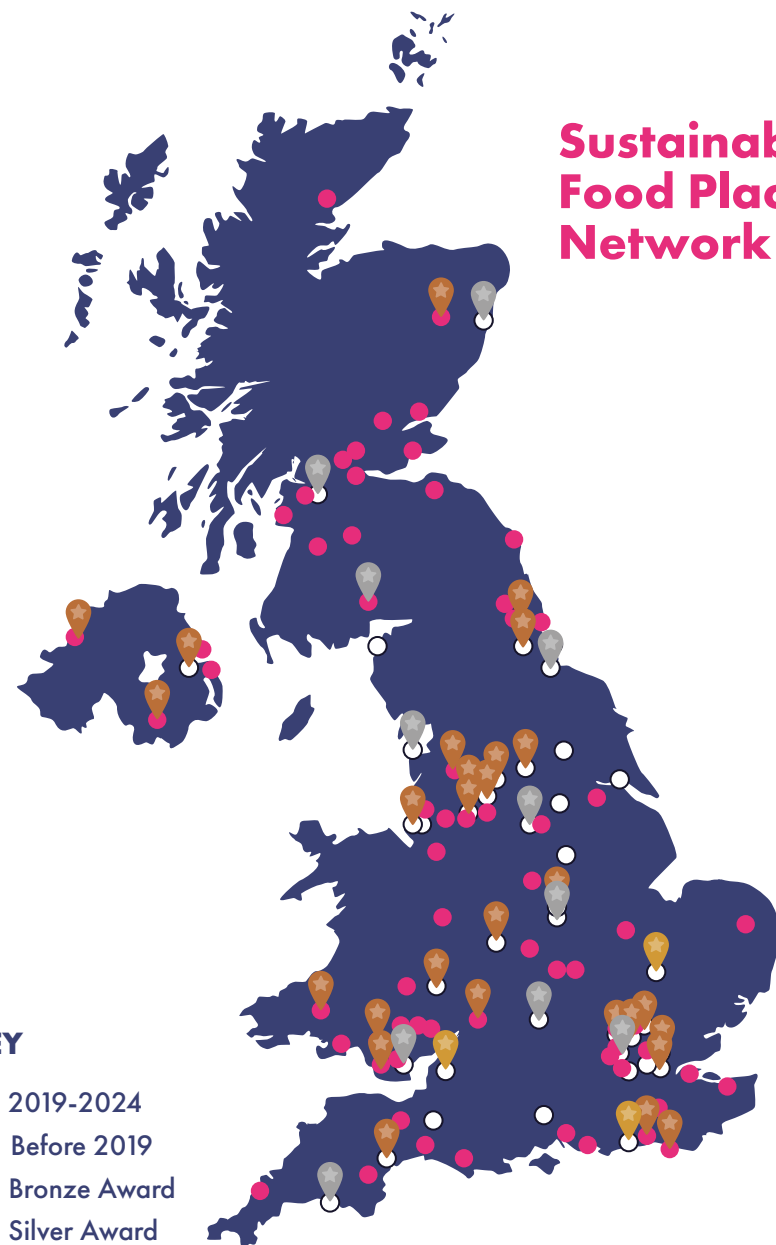 Sustainab
Food Plac
Network
EY
2019-2024
Before 2019
Bronze Award
Silver Award